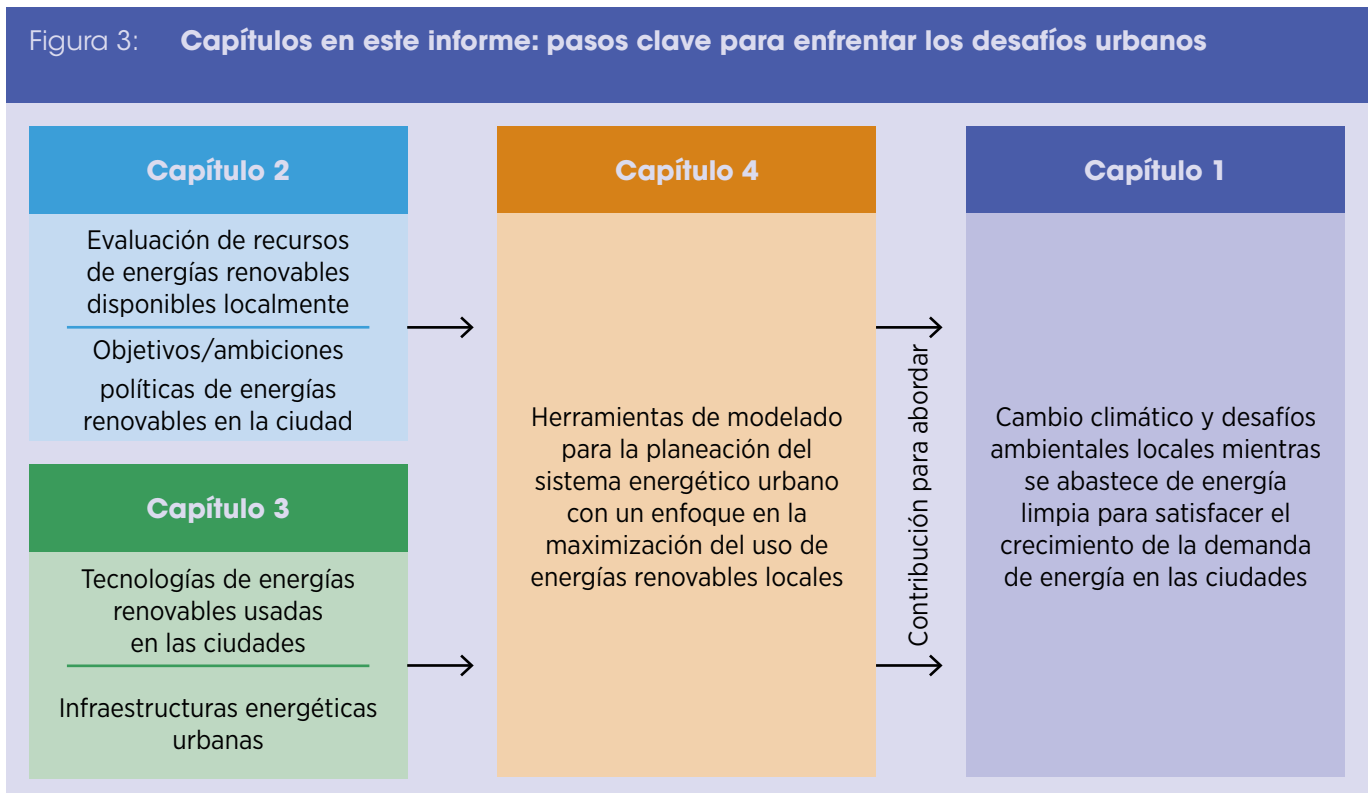 Figura 3: Capítulos en este informe: pasos clave para enfrentar los desafíos urbanos
Capítulo 2
Evaluación de recursos
de energías renovables
disponibles localmente
Objetivos/ambiciones
políticas de energías
renovables en la ciudad
Capítulo 3
Tecnologías de energías
renovables usadas
en las ciudades
Infraestructuras energéticas
urbanas
Capítulo 4
Herramientas de modelado
para la planeación del
sistema energético urbano
con un enfoque en la
maximización del uso de
energías renovables locales
Contribución para abordar
Capítulo 1
Cambio climático y desafíos
ambientales locales mientras
se abastece de energía
limpia para satisfacer el
crecimiento de la demanda
de energía en las ciudades